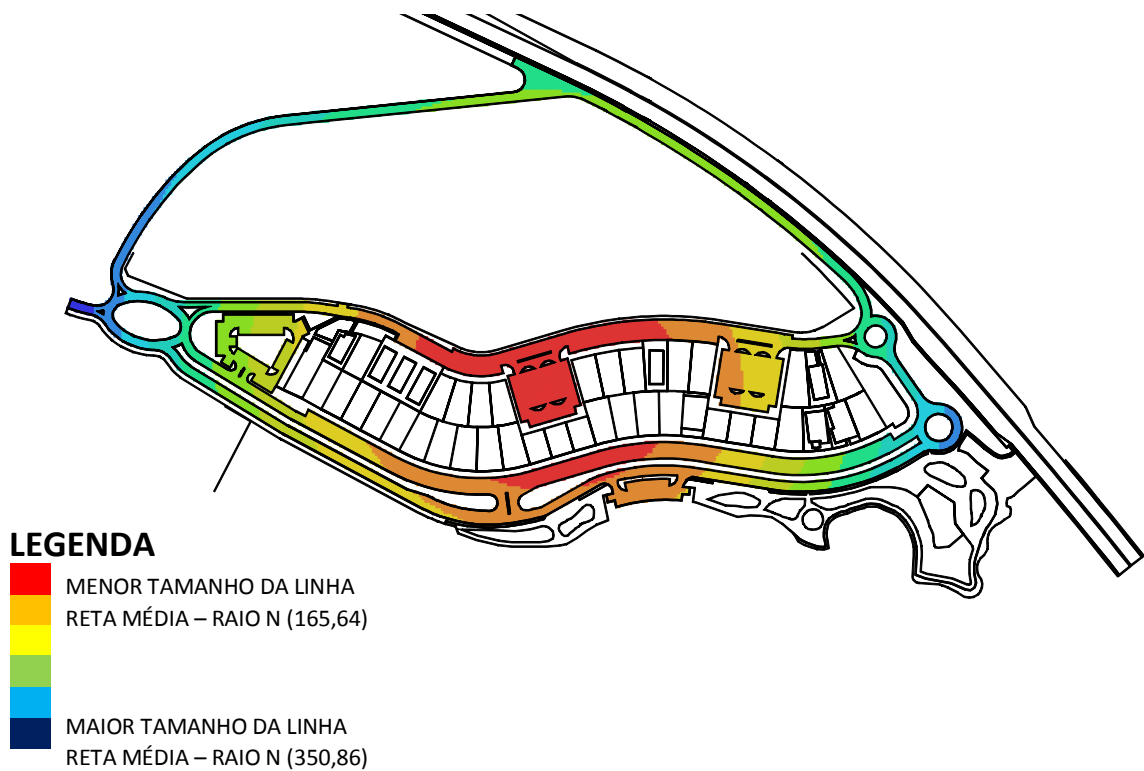 LEGENDA
MENOR TAMANHO DA LINHA
RETA MÉDIA – RAIO N (165,64)
MAIOR TAMANHO DA LINHA
RETA MÉDIA – RAIO N (350,86)